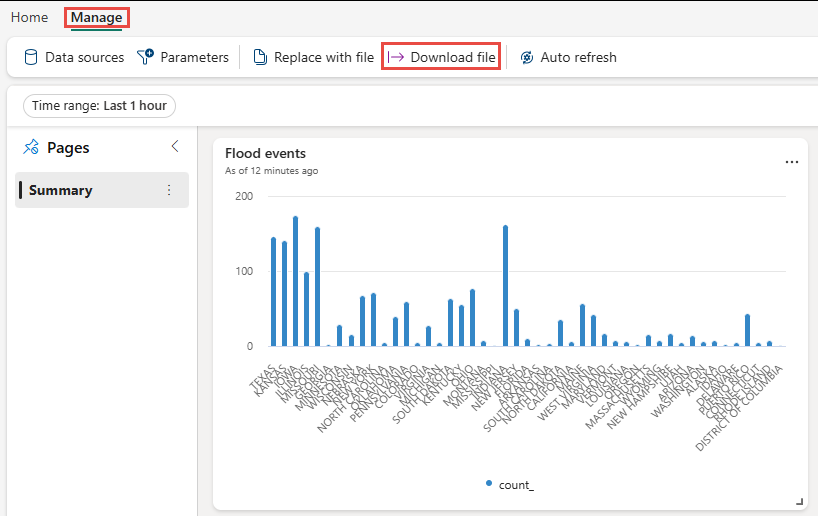 Home Manage
Data sources Parameters Replace with file Download file Auto refresh
Time range: Last 1 hour
Pages
Summary
Flood events
As of 12 minutes ago
200
100
0
TEXAS
KANSAS
IOWA
ILLINOIS
MISSOURI
GEORGIA
MINNESOTA
WISCONSIN
NEBRASKA
NEW YORK
NORTH CAROLINA
OKLAHOMA
PENNSYLVANIA
COLORADO
VIRGINIA
MICHIGAN
SOUTH DAKOTA
KENTUCKY
OHIO
MONTANA
MISSISSIPPI
INDIANA
NEW JERSEY
FLORIDA
ARKANSAS
SOUTH CAROLINA
NORTH DAKOTA
CALIFORNIA
WEST VIRGINIA
MARYLAND
VERMONT
LOUISIANA
OREGON
MASSACHUSETTS
WYOMING
NEW HAMPSHIRE
UTAH
ARIZONA
WASHINGTON
ALASKA
IDAHO
DELAWARE
PUERTO RICO
CONNECTICUT
RHODE ISLAND
DISTRICT OF COLUMBIA
count_